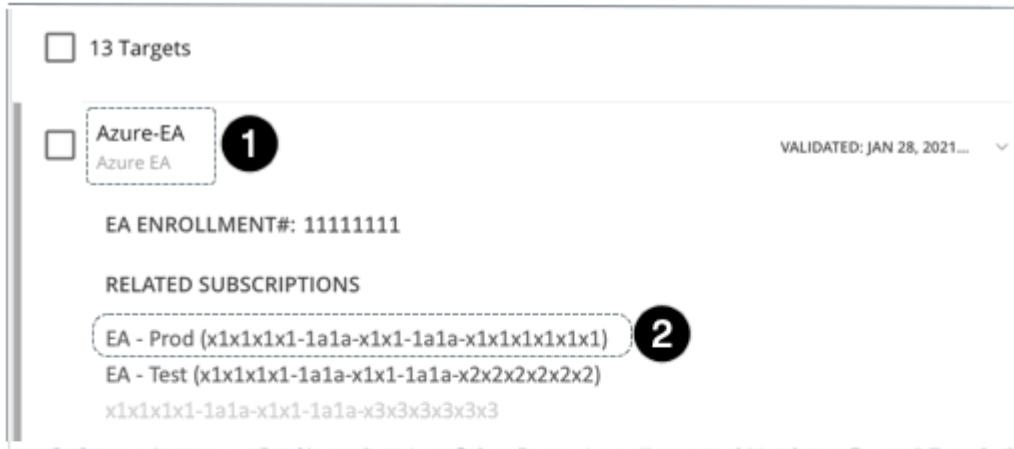 13 Targets
Azure-EA
1
Azure EA
VALIDATED: JAN 28, 2021...
EA ENROLLMENT#: 11111111
RELATED SUBSCRIPTIONS
EA - Prod (x1x1x1x1-1a1a-x1x1-1a1a-x1x1x1x1x1x1)
2
EA - Test (x1x1x1x1-1a1a-x1x1-1a1a-x2x2x2x2x2x2)
x1x1x1x1-1a1a-x1x1-1a1a-x3x3x3x3x3x3